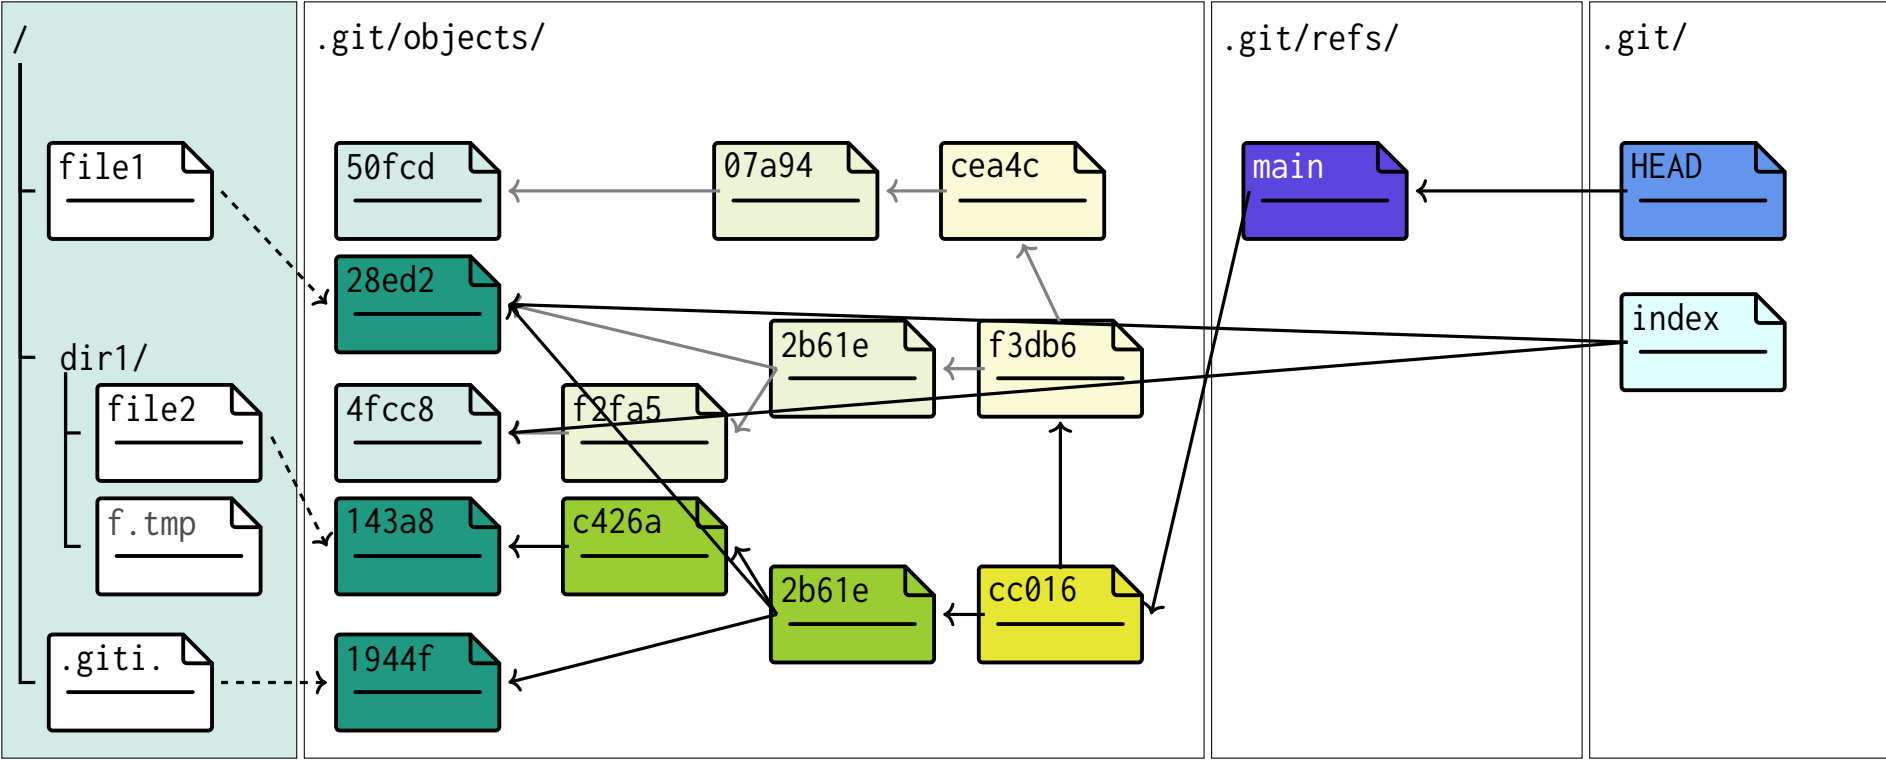 /
.git/objects/
.git/refs/
.git/
file1
50fcd
07a94
cea4c
main
HEAD
28ed2
index
dir1/
2b61e
f3db6
file2
4fcc8
f2fa5
f.tmp
143a8
c426a
2b61e
cc016
.giti.
1944f